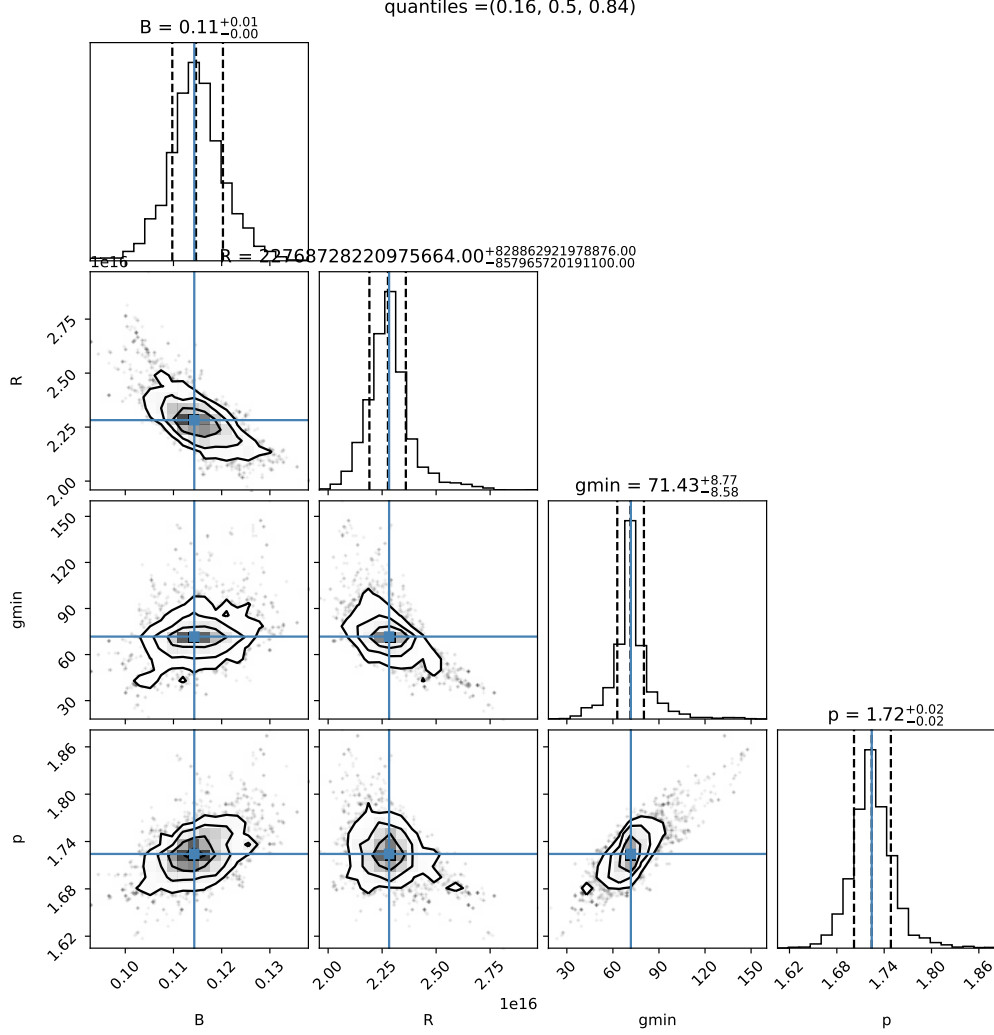 quantiles =(0.16, 0.5, 0.84)
B = 0.11+0.01−0.00
1e16
R = 22768728220975664.00+828862921978876.00−857965720191100.00
R
2.75
2.50
2.25
2.00
gmin = 71.43+8.77−8.58
gmin
150
120
90
60
30
p = 1.72+0.02−0.02
p
1.86
1.80
1.74
1.68
1.62
0.10 0.11 0.12 0.13 2.00 2.25 2.50 2.75 30 60 90 120 150 1.62 1.68 1.74 1.80 1.86
1e16
B R gmin p